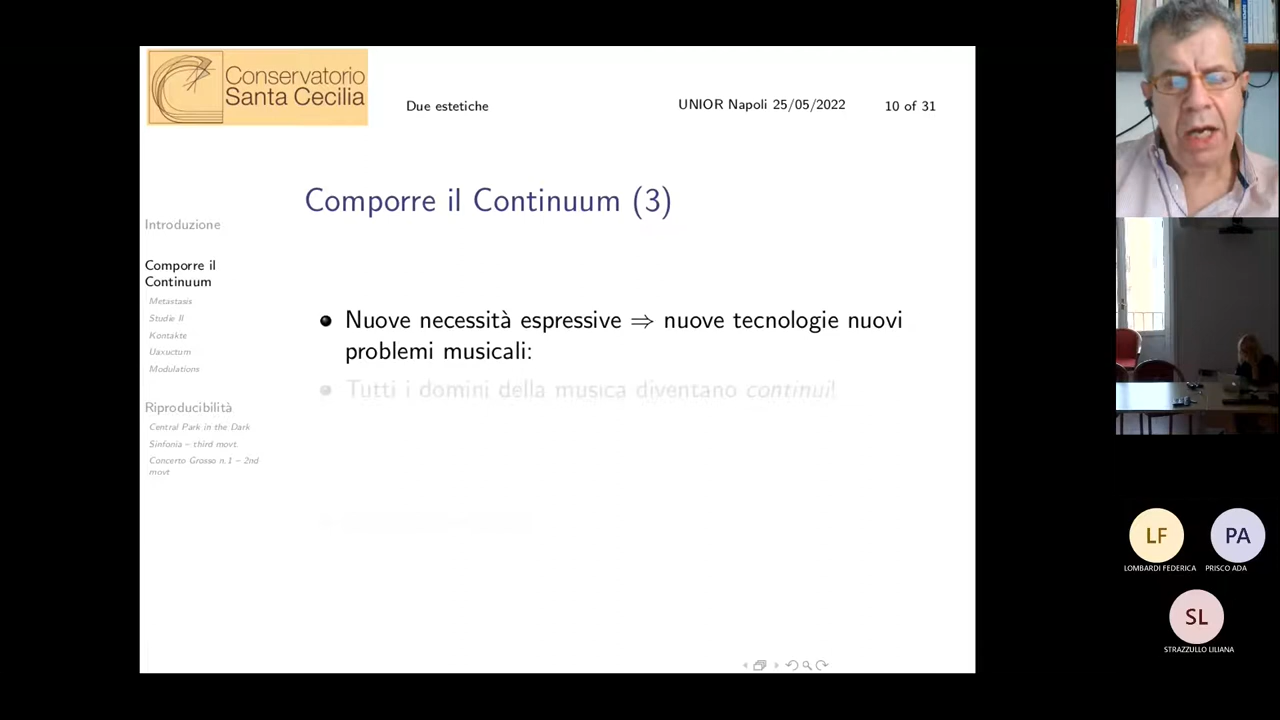 Conservatorio
Santa Cecilia
Due estetiche
UNIOR Napoli 25/05/2022
10 of 31
Comporre il Continuum (3)
Introduzione
Comporre il
Continuum
Metastasis
Studie II
Kontakte
Uaxuctum
Modulations
Riproducibilità
Central Park in the Dark
Sinfonia – third movt.
Concerto Grosso n.1 – 2nd
movt
Nuove necessità espressive ⇒ nuove tecnologie nuovi
problemi musicali:
Tutti i domini della musica diventano continui!
LF
LOMBARDI FEDERICA
PA
PRISCO ADA
SL
STRAZZULLO LILIANA